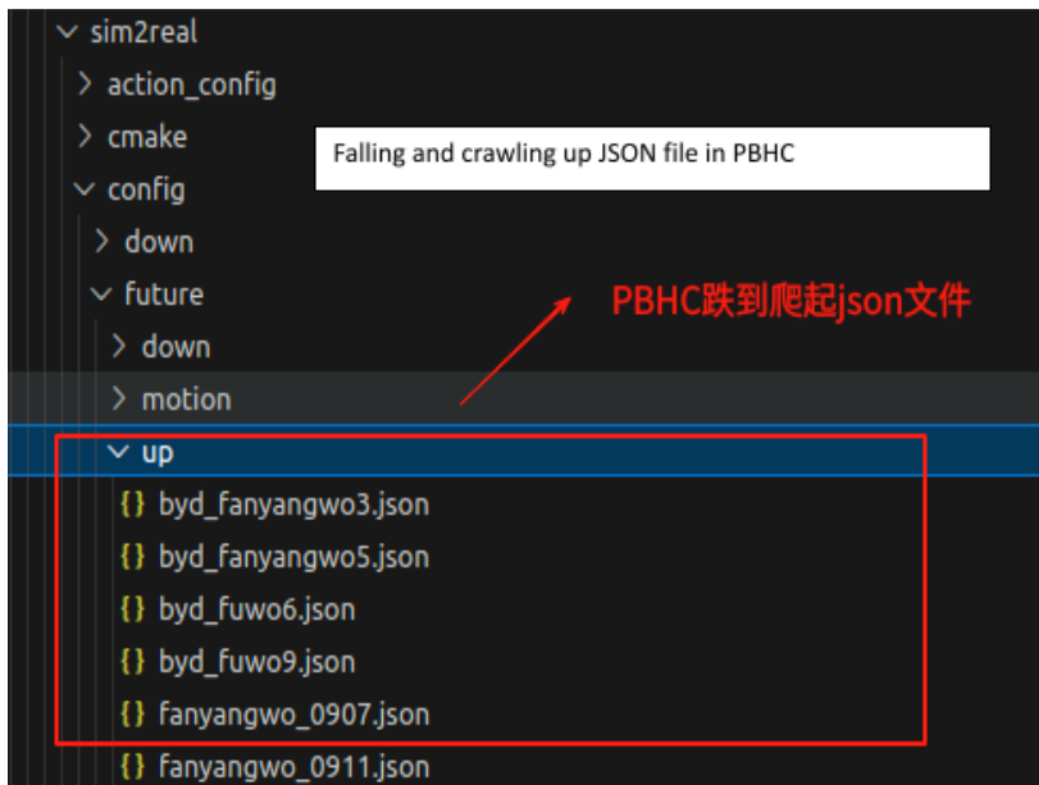 sim2real
action_config
cmake
Falling and crawling up JSON file in PBHC
config
down
future
PBHC跌到爬起json文件
down
motion
up
{} byd_fanyangwo3.json
{} byd_fanyangwo5.json
{} byd_fuwo6.json
{} byd_fuwo9.json
{} fanyangwo_0907.json
{} fanyangwo_0911.json